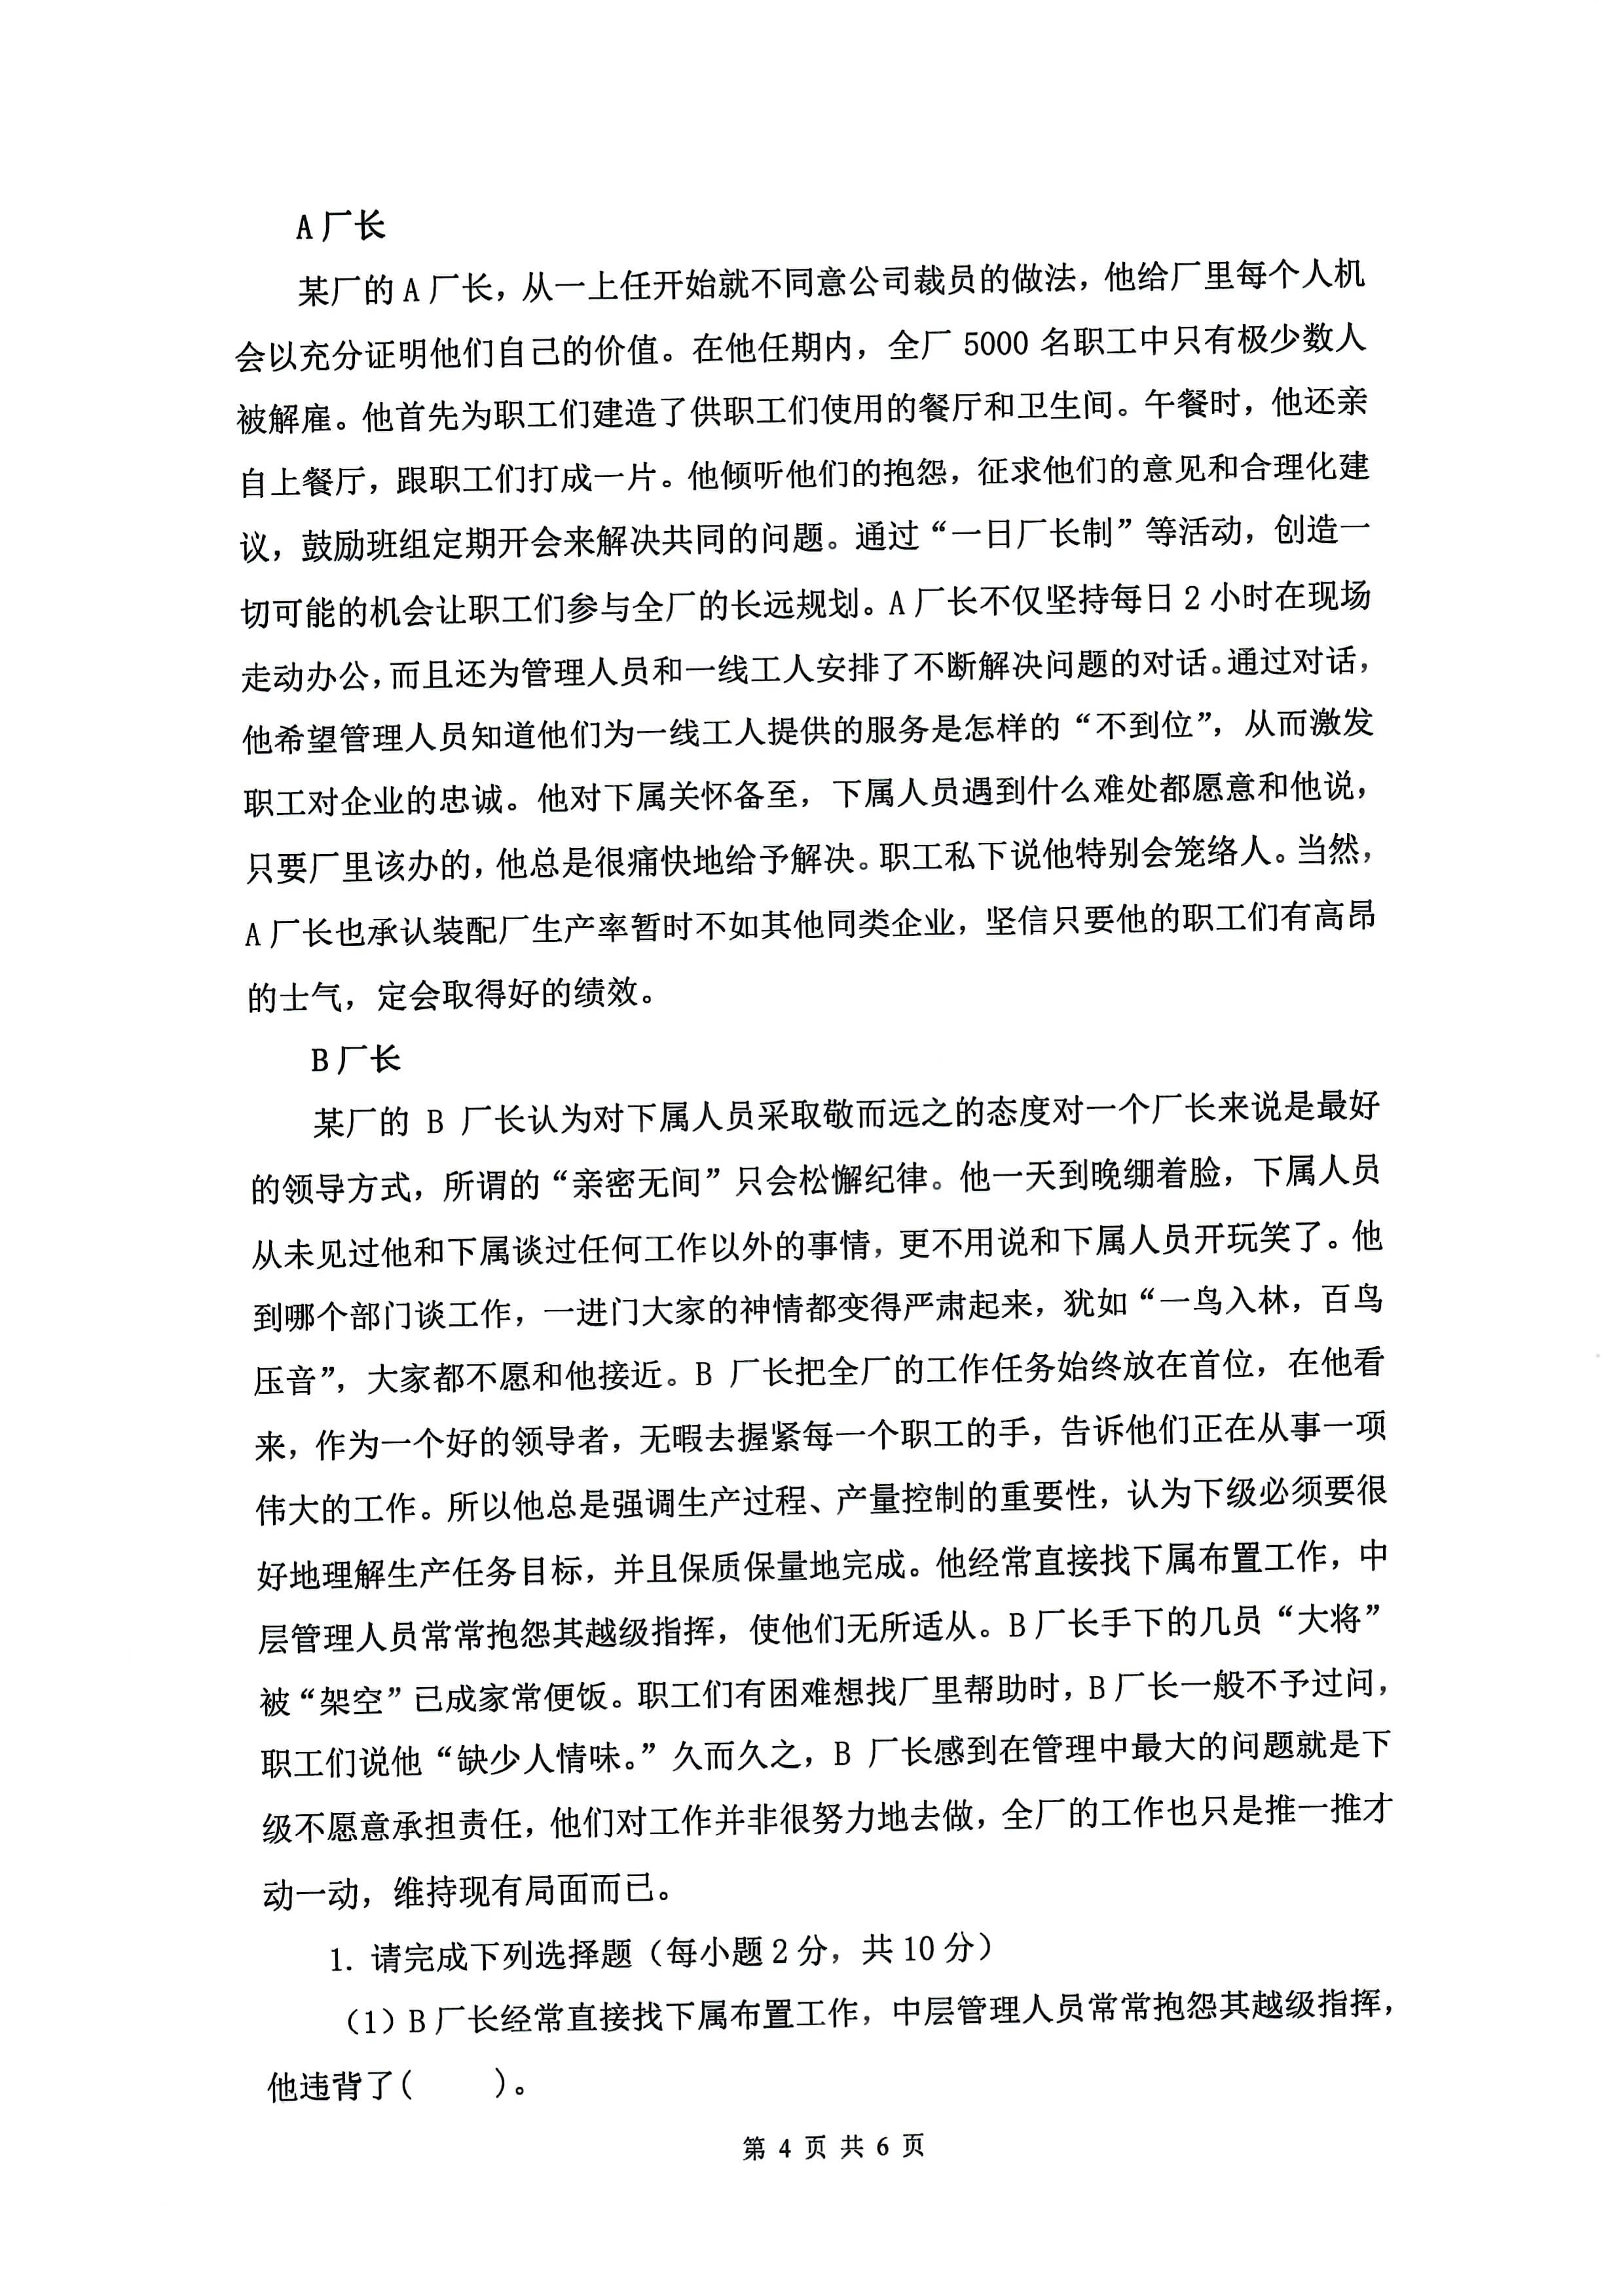 A厂长
某厂的A厂长，从一上任开始就不同意公司裁员的做法，他给厂里每个人机
会以充分证明他们自己的价值。在他任期内，全厂 5000 名职工中只有极少数人
被解雇。他首先为职工们建造了供职工们使用的餐厅和卫生间。午餐时，他还亲
自上餐厅，跟职工们打成一片。他倾听他们的抱怨，征求他们的意见和合理化建
议，鼓励班组定期开会来解决共同的问题。通过“一日厂长制”等活动，创造一
切可能的机会让职工们参与全厂的长远规划。A厂长不仅坚持每日2小时在现场
走动办公，而且还为管理人员和一线工人安排了不断解决问题的对话。通过对话，
他希望管理人员知道他们为一线工人提供的服务是怎样的“不到位”，从而激发
职工对企业的忠诚。他对下属关怀备至，下属人员遇到什么难处都愿意和他说，
只要厂里该办的，他总是很痛快地给予解决。职工私下说他特别会笼络人。当然，
A厂长也承认装配厂生产率暂时不如其他同类企业，坚信只要他的职工们有高昂
的士气，定会取得好的绩效。
B厂长
某厂的 B 厂长认为对下属人员采取敬而远之的态度对一个厂长来说是最好
的领导方式，所谓的“亲密无间”只会松懈纪律。他一天到晚绷着脸，下属人员
从未见过他和下属谈过任何工作以外的事情，更不用说和下属人员开玩笑了。他
到哪个部门谈工作，一进门大家的神情都变得严肃起来，犹如“一鸟入林，百鸟
压音”，大家都不愿和他接近。B 厂长把全厂的工作任务始终放在首位，在他看
来，作为一个好的领导者，无暇去握紧每一个职工的手，告诉他们正在从事一项
伟大的工作。所以他总是强调生产过程、产量控制的重要性，认为下级必须要很
好地理解生产任务目标，并且保质保量地完成。他经常直接找下属布置工作，中
层管理人员常常抱怨其越级指挥，使他们无所适从。B厂长手下的几员“大将”
被“架空”已成家常便饭。职工们有困难想找厂里帮助时，B厂长一般不予过问，
职工们说他“缺少人情味。”久而久之，B 厂长感到在管理中最大的问题就是下
级不愿意承担责任，他们对工作并非很努力地去做，全厂的工作也只是推一推才
动一动，维持现有局面而已。
1. 请完成下列选择题（每小题2分，共10分）
（1）B厂长经常直接找下属布置工作，中层管理人员常常抱怨其越级指挥，
他违背了(      )。
第 4 页 共 6 页